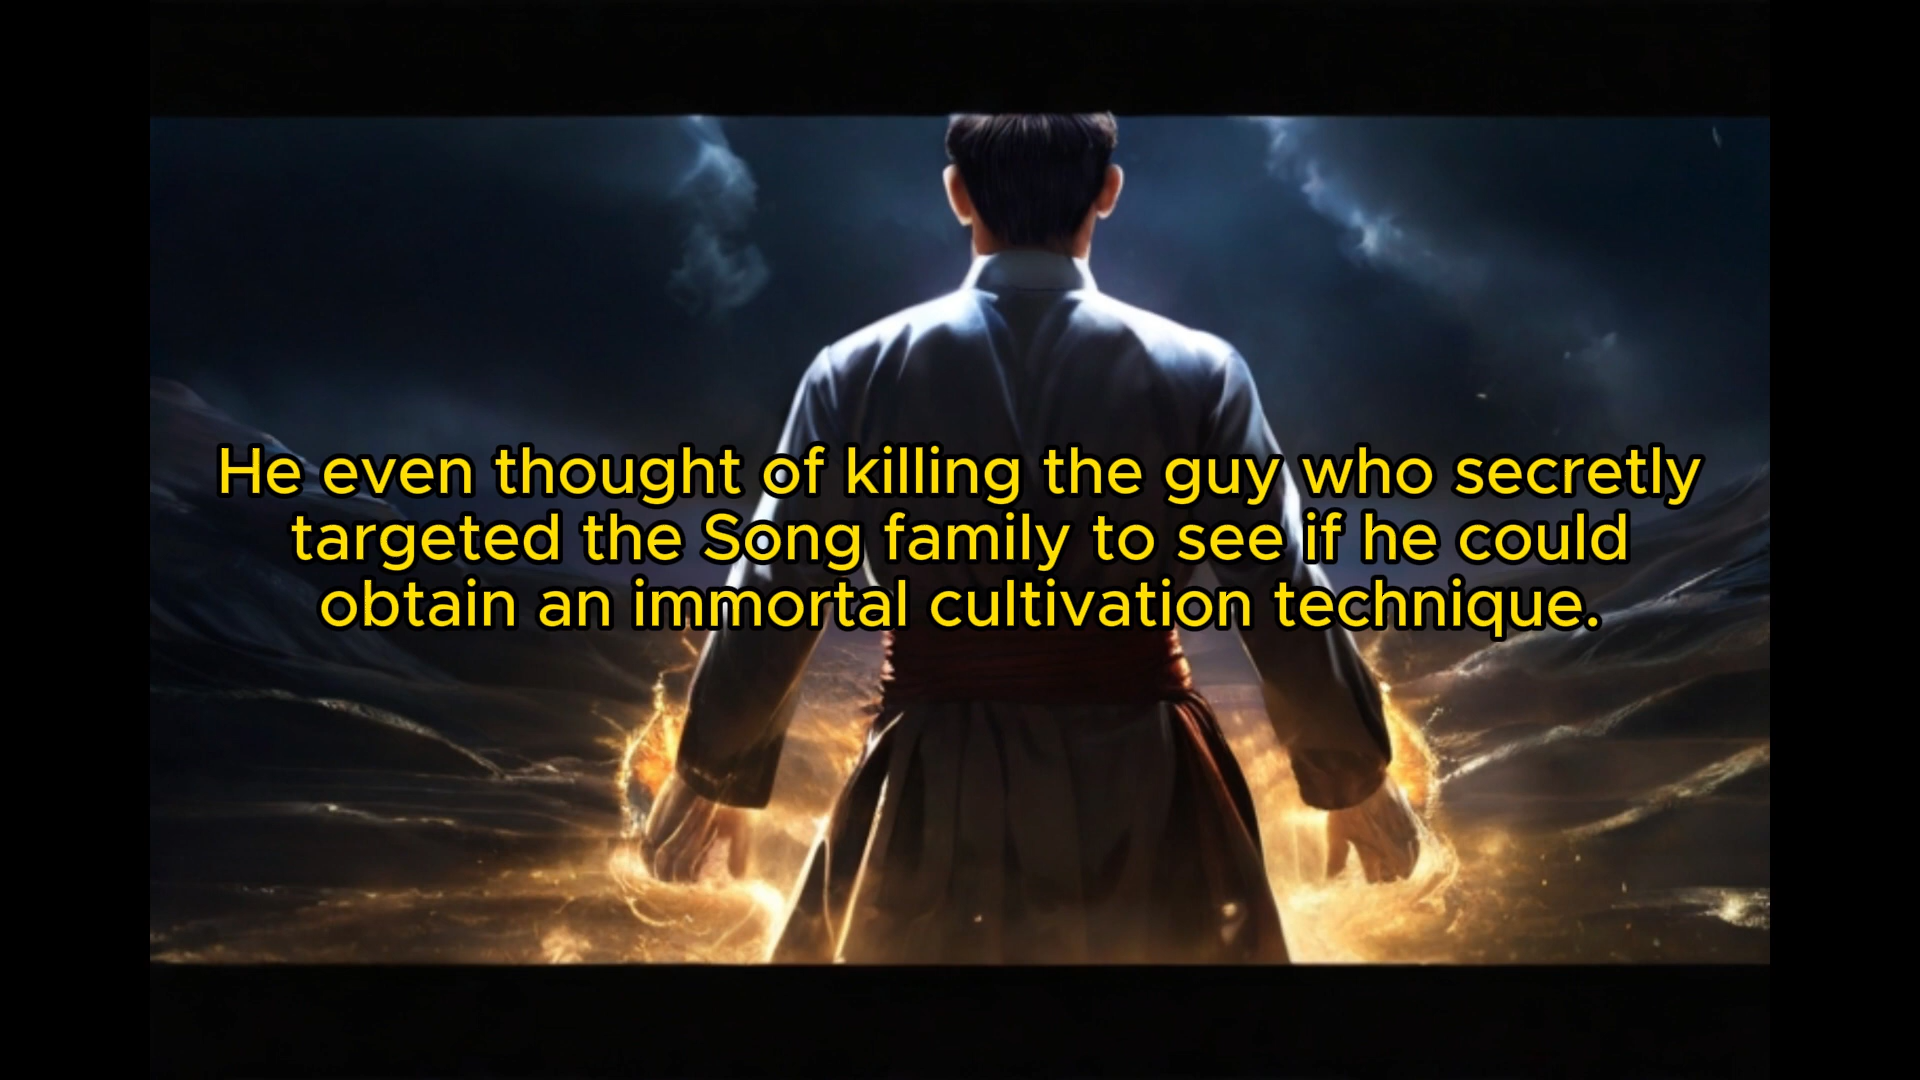 He even thought of killing the guy who secretly
targeted the Song family to see if he could
obtain an immortal cultivation technique.